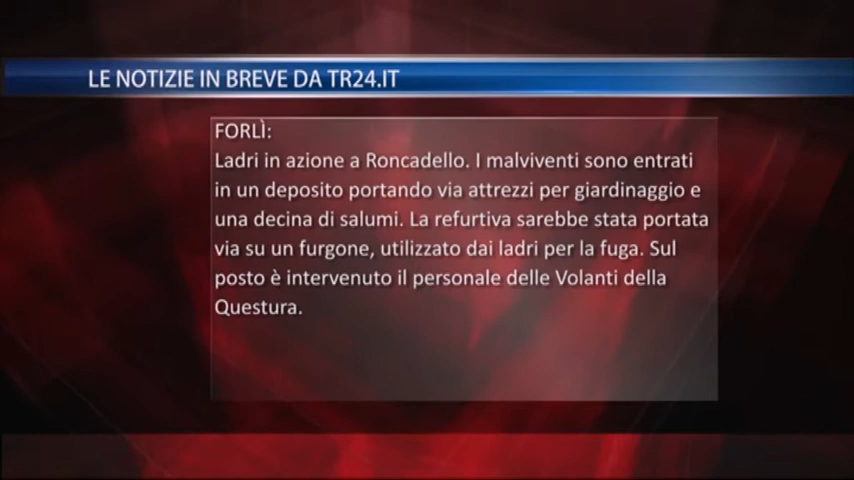 LE NOTIZIE IN BREVE DA TR24.IT
FORLÌ:
Ladri in azione a Roncadello. I malviventi sono entrati
in un deposito portando via attrezzi per giardinaggio e
una decina di salumi. La refurtiva sarebbe stata portata
via su un furgone, utilizzato dai ladri per la fuga. Sul
posto è intervenuto il personale delle Volanti della
Questura.